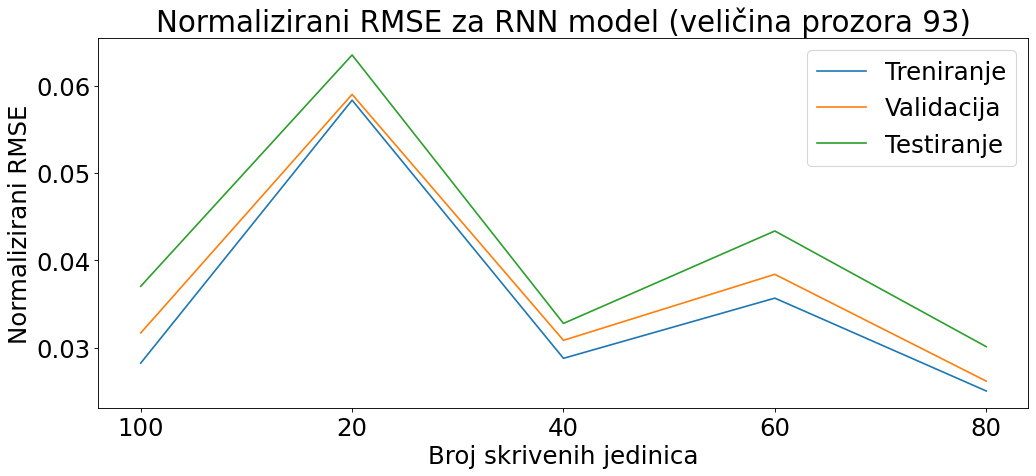 Normalizirani RMSE za RNN model (veličina prozora 93)
Treniranje
Validacija
Testiranje
Normalizirani RMSE
0.06
0.05
0.04
0.03
100 20 40 60 80
Broj skrivenih jedinica